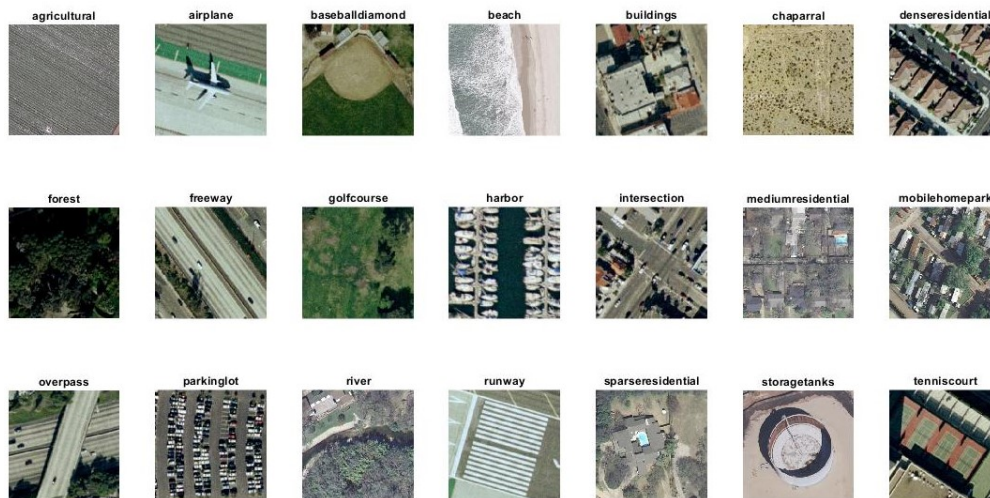 agricultural airplane baseballdiamond beach buildings chaparral denseresidential
forest freeway golfcourse harbor intersection mediumresidential mobilehomepark
overpass parkinglot river runway sparseresidential storagetanks tenniscourt